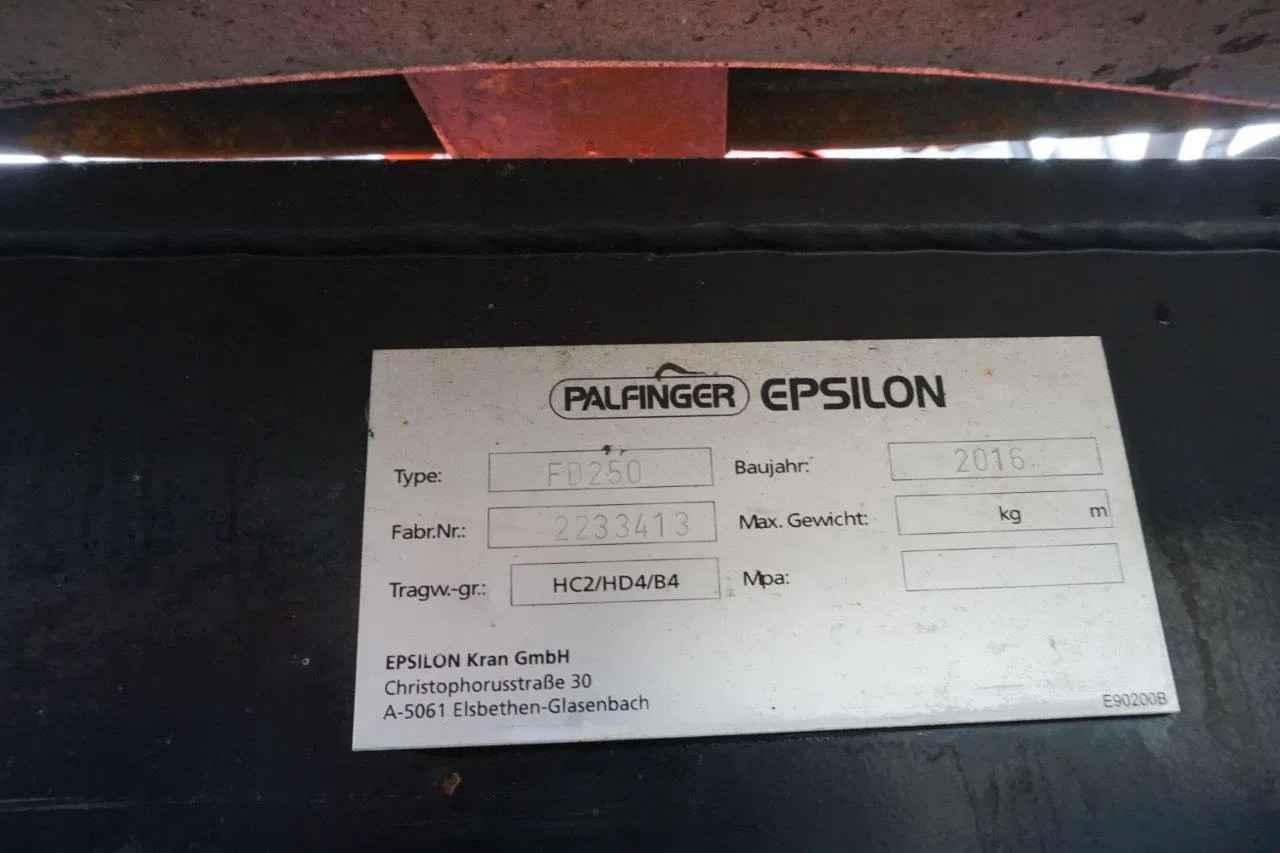 PALFINGER EPSILON
Type: FD250 Baujahr: 2016
Fabr.Nr.: 2233413 Max. Gewicht: kg m
Tragw.-gr.: HC2/HD4/B4 Mpa:
EPSILON Kran GmbH
Christophorusstraße 30
A-5061 Elsbethen-Glasenbach
E90200B